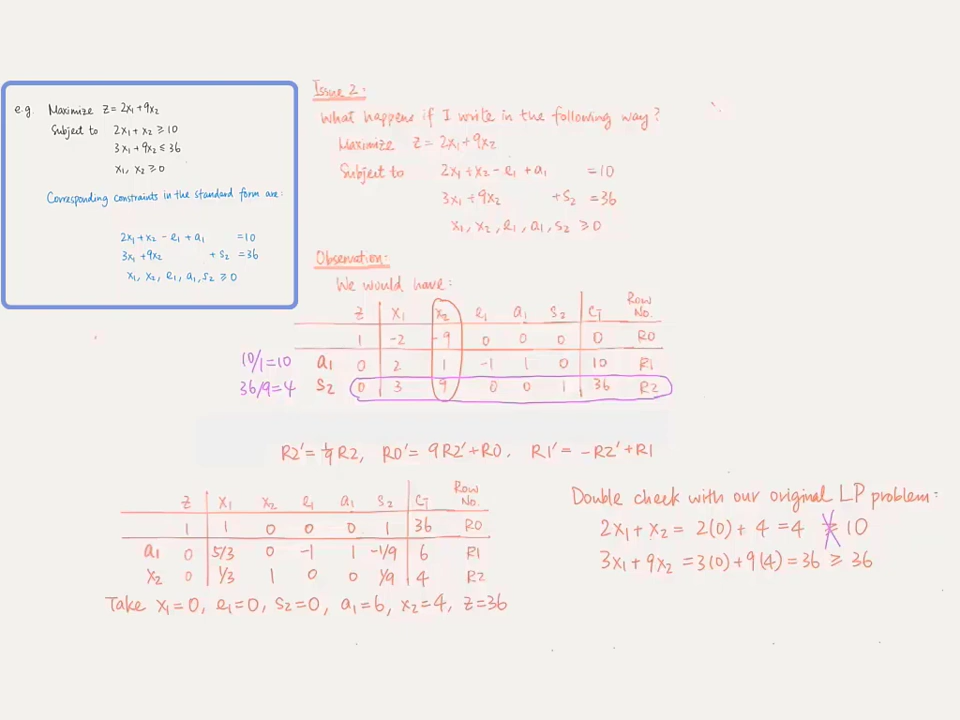 e.g. Maximize z = 2x₁+9x₂
Subject to 2x₁ + x₂ ≥ 10
3x₁ + 9x₂ ≤ 36
x₁, x₂ ≥ 0
Corresponding constraints in the standard form are:
2x₁ + x₂ - e₁ + a₁ = 10
3x₁ + 9x₂ + s₂ = 36
x₁, x₂, e₁, a₁, s₂ ≥ 0
Issue 2:
What happens if I write in the following way?
Maximize z = 2x₁+9x₂
Subject to 2x₁ + x₂ - e₁ + a₁ = 10
3x₁ + 9x₂ + s₂ = 36
x₁, x₂, e₁, a₁, s₂ ≥ 0
Observation:
We would have:
z x₁ x₂ e₁ a₁ s₂ CT Row No.
1 -2 -9 0 0 0 0 R0
10/1=10 a₁ 0 2 1 -1 1 0 10 R1
36/9=4 s₂ 0 3 9 0 0 1 36 R2
R2' = 1/9 R2, R0' = 9R2' + R0, R1' = -R2' + R1
z x₁ x₂ e₁ a₁ s₂ CT Row No.
1 1 0 0 0 1 36 R0
a₁ 0 5/3 0 -1 1 -1/9 6 R1
x₂ 0 1/3 1 0 0 1/9 4 R2
Take x₁=0, e₁=0, s₂=0, a₁=6, x₂=4, z=36
Double check with our original LP problem:
2x₁ + x₂ = 2(0) + 4 = 4 ≱ 10
3x₁ + 9x₂ = 3(0) + 9(4) = 36 ≥ 36